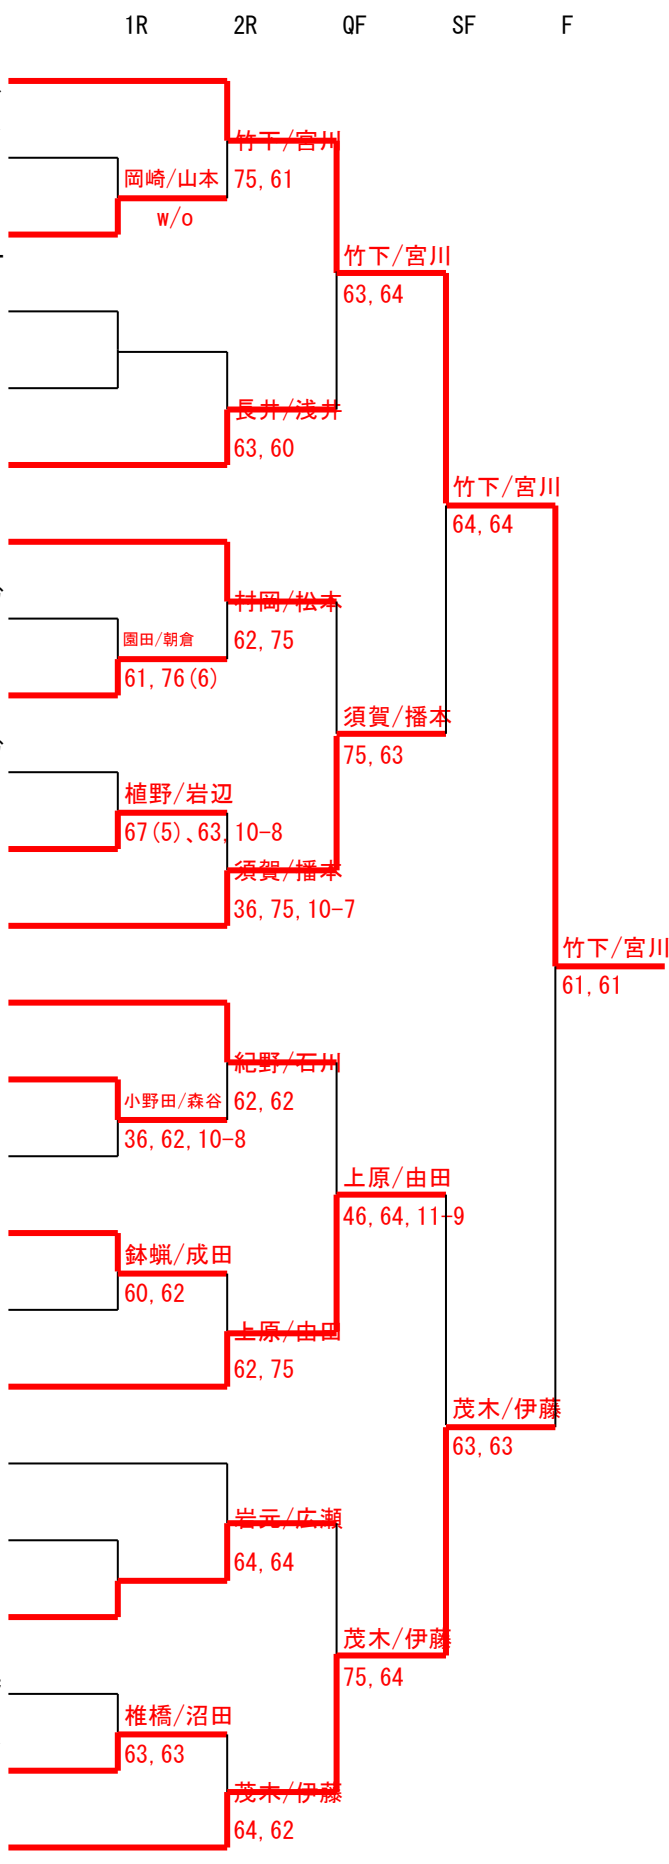 1R 2R QF SF F
竹下/宮川
岡崎/山本
75,61
w/o
竹下/宮川
63,64
長井/浅井
63,60
竹下/宮川
64,64
村岡/松本
園田/朝倉
62,75
61,76(6)
須賀/播本
75,63
植野/岩辺
67(5)、63,10-8
須賀/播本
36,75,10-7
竹下/宮川
61,61
紀野/石川
小野田/森谷
62,62
36,62,10-8
上原/由田
46,64,11-9
鉢蝋/成田
60,62
上原/由田
62,75
茂木/伊藤
63,63
岩元/広瀬
64,64
茂木/伊藤
75,64
椎橋/沼田
63,63
茂木/伊藤
64,62